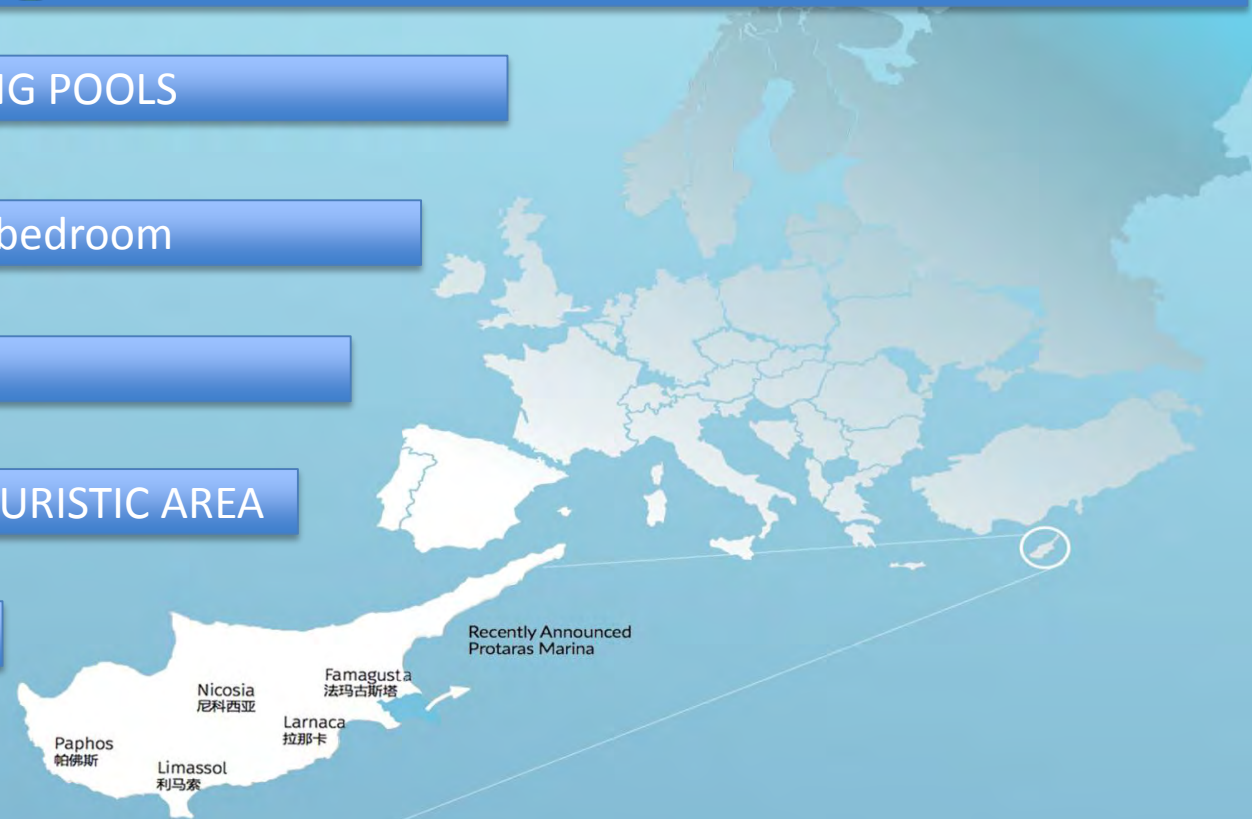 IG POOLS
bedroom
URISTIC AREA
Recently Announced
Protaras Marina
Famagusta
法玛古斯塔
Nicosia
尼科西亚
Larnaca
拉那卡
Paphos
帕佛斯
Limassol
利马索